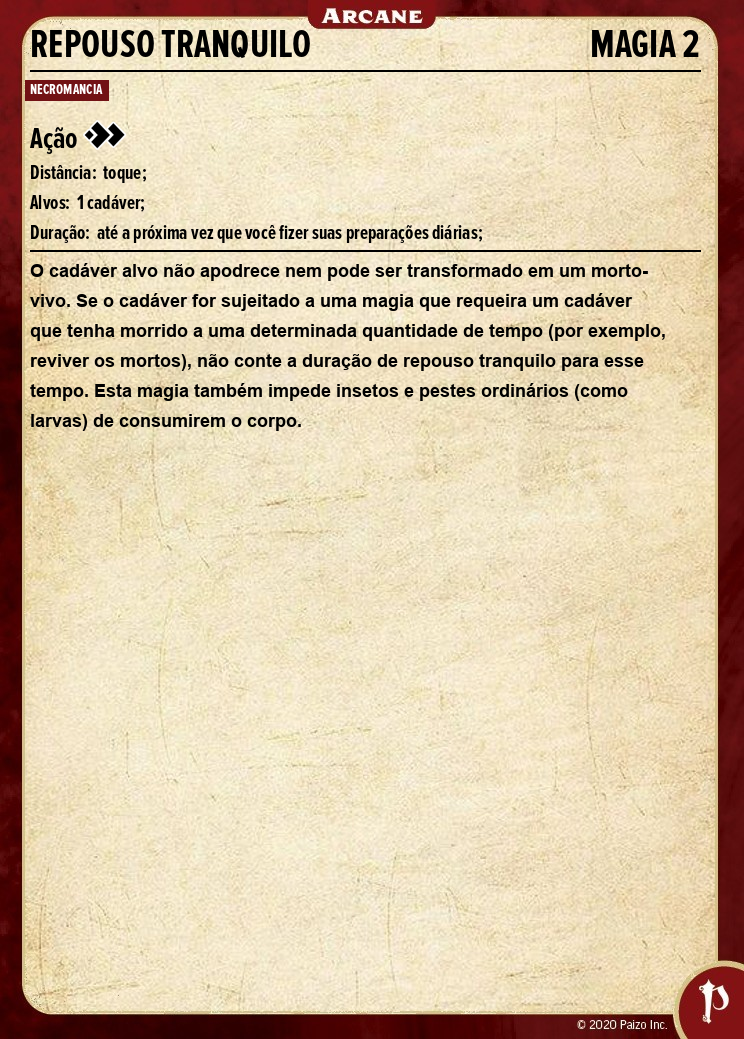 ARCANE
REPOUSO TRANQUILO MAGIA 2
NECROMANCIA
Ação
Distância: toque;
Alvos: 1 cadáver;
Duração: até a próxima vez que você fizer suas preparações diárias;
O cadáver alvo não apodrece nem pode ser transformado em um morto-
vivo. Se o cadáver for sujeitado a uma magia que requeira um cadáver
que tenha morrido a uma determinada quantidade de tempo (por exemplo,
reviver os mortos), não conte a duração de repouso tranquilo para esse
tempo. Esta magia também impede insetos e pestes ordinários (como
larvas) de consumirem o corpo.
© 2020 Paizo Inc.